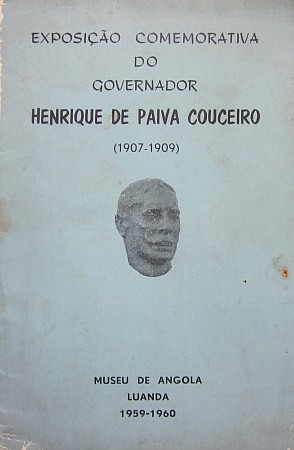 EXPOSIÇÃO COMEMORATIVA
DO
GOVERNADOR
HENRIQUE DE PAIVA COUCEIRO
(1907-1909)
MUSEU DE ANGOLA
LUANDA
1959-1960